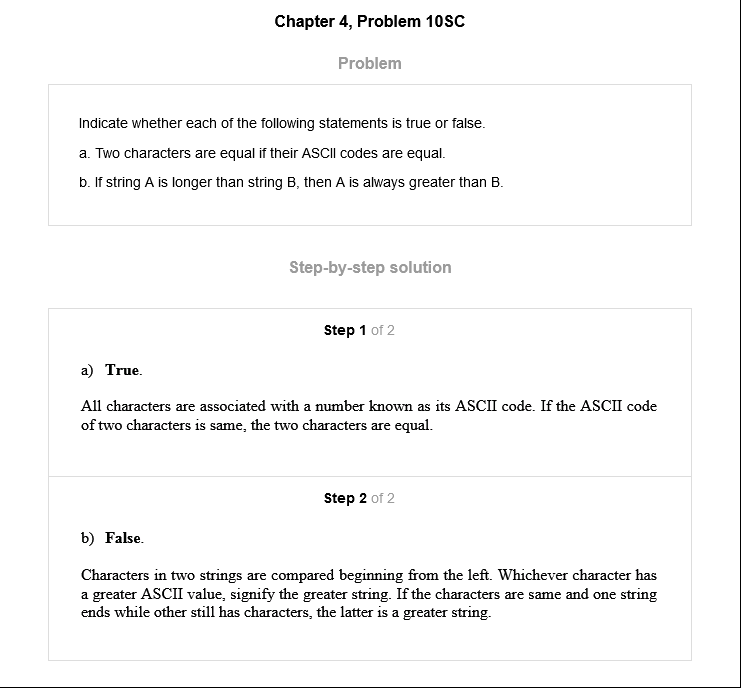 Chapter 4, Problem 10SC
Problem
Indicate whether each of the following statements is true or false.
a. Two characters are equal if their ASCII codes are equal.
b. If string A is longer than string B, then A is always greater than B.
Step-by-step solution
Step 1 of 2
a) True.
All characters are associated with a number known as its ASCII code. If the ASCII code
of two characters is same, the two characters are equal.
Step 2 of 2
b) False.
Characters in two strings are compared beginning from the left. Whichever character has
a greater ASCII value, signify the greater string. If the characters are same and one string
ends while other still has characters, the latter is a greater string.